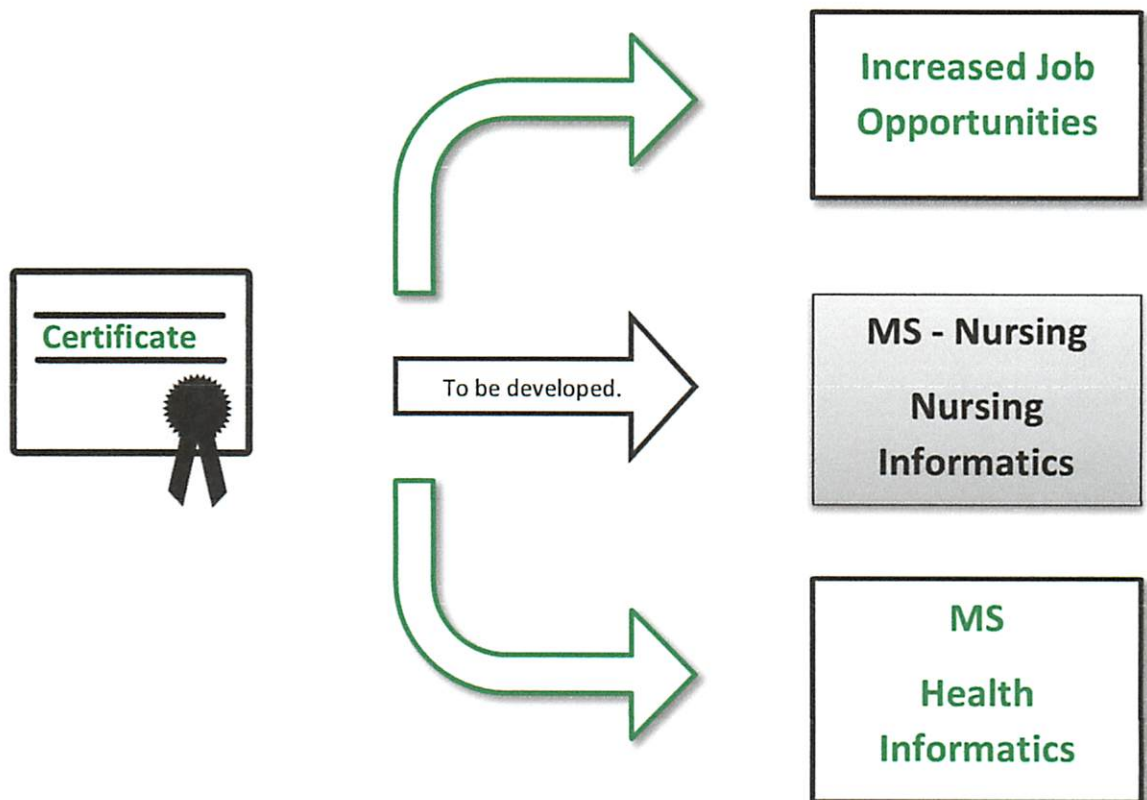 Certificate
Increased Job
Opportunities
To be developed.
MS - Nursing
Nursing
Informatics
MS
Health
Informatics